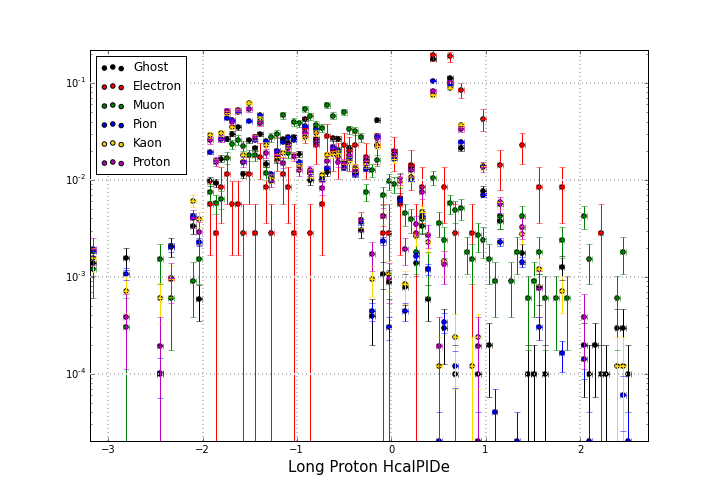 Ghost
Electron
Muon
Pion
Kaon
Proton
10⁻¹
10⁻²
10⁻³
10⁻⁴
−3 −2 −1 0 1 2
Long Proton HcalPIDe